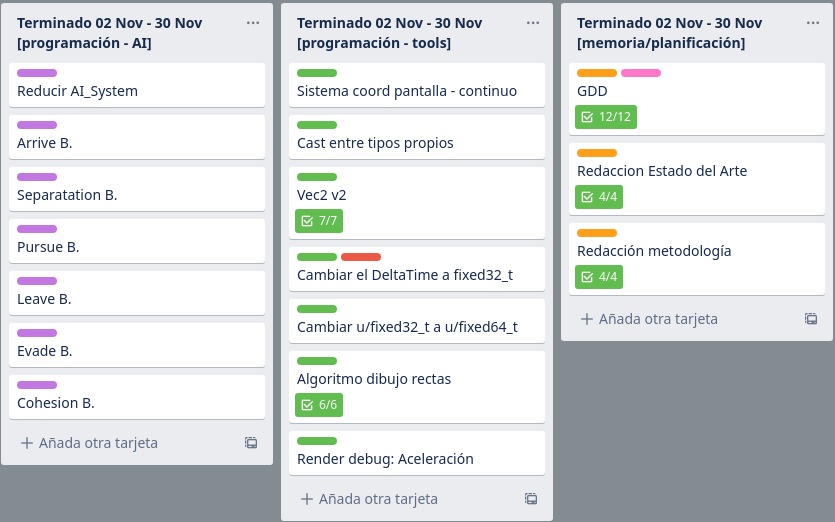 Terminado 02 Nov - 30 Nov
[programación - AI]
Reducir AI_System
Arrive B.
Separatation B.
Pursue B.
Leave B.
Evade B.
Cohesion B.
Añada otra tarjeta
Terminado 02 Nov - 30 Nov
[programación - tools]
Sistema coord pantalla - continuo
Cast entre tipos propios
Vec2 v2
7/7
Cambiar el DeltaTime a fixed32_t
Cambiar u/fixed32_t a u/fixed64_t
Algoritmo dibujo rectas
6/6
Render debug: Aceleración
Añada otra tarjeta
Terminado 02 Nov - 30 Nov
[memoria/planificación]
GDD
12/12
Redaccion Estado del Arte
4/4
Redacción metodología
4/4
Añada otra tarjeta